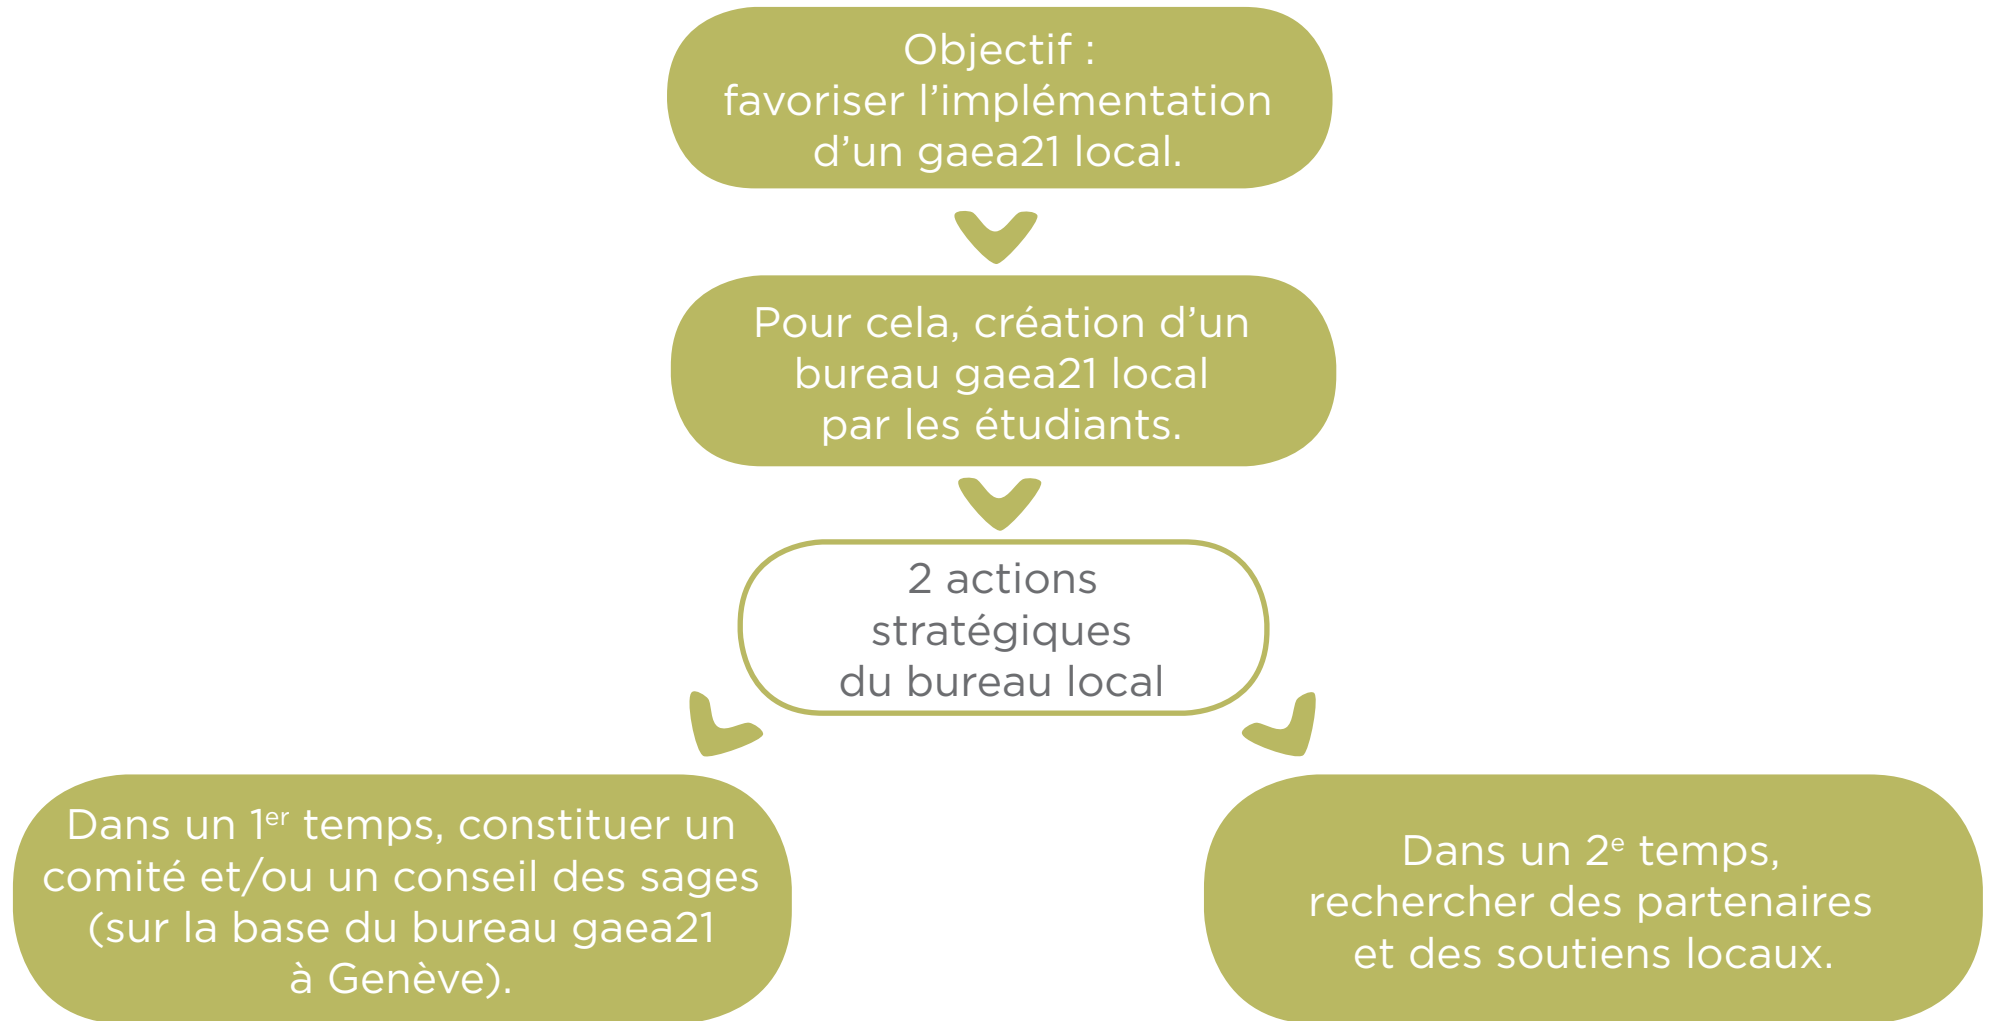 Objectif :
favoriser l’implémentation
d’un gaea21 local.
Pour cela, création d’un
bureau gaea21 local
par les étudiants.
2 actions
stratégiques
du bureau local
Dans un 1er temps, constituer un
comité et/ou un conseil des sages
(sur la base du bureau gaea21
à Genève).
Dans un 2e temps,
rechercher des partenaires
et des soutiens locaux.